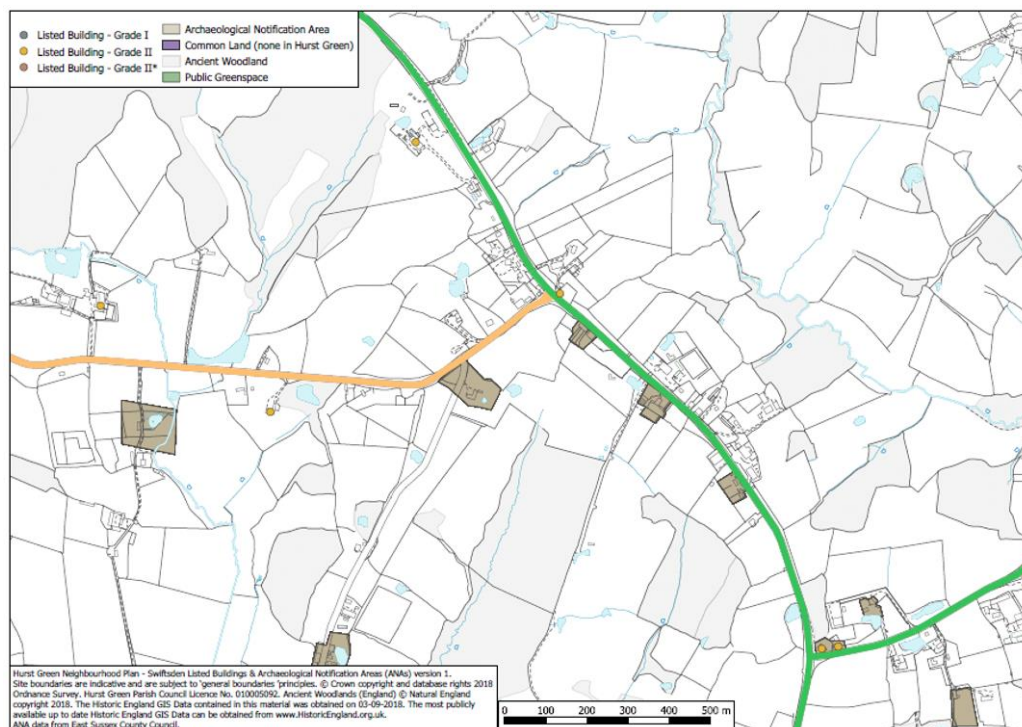 Listed Building - Grade I
Listed Building - Grade II
Listed Building - Grade II*
Archaeological Notification Area
Common Land (none in Hurst Green)
Ancient Woodland
Public Greenspace
Hurst Green Neighbourhood Plan - Swiftsden Listed Buildings & Archaeological Notification Areas (ANAs) version 1.
Site boundaries are indicative and are subject to 'general boundaries' principles. © Crown copyright and database rights 2018
Ordnance Survey. Hurst Green Parish Council Licence No. 010005092. Ancient Woodlands (England) © Natural England
copyright 2018. The Historic England GIS Data contained in this material was obtained on 03-09-2018. The most publicly
available up to date Historic England GIS Data can be obtained from www.HistoricEngland.org.uk.
ANA data from East Sussex County Council.
0 100 200 300 400 500 m